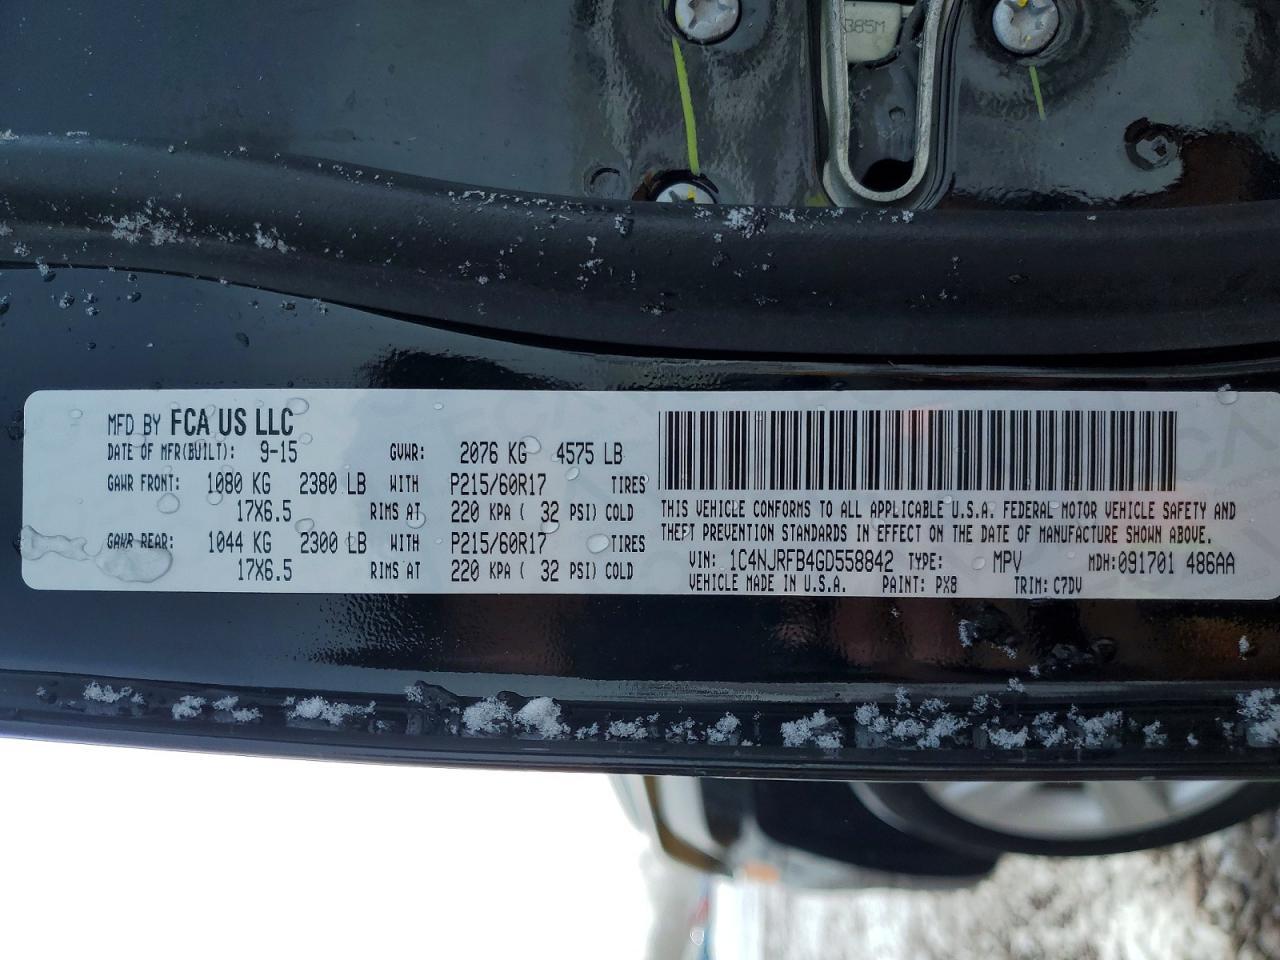 385M
MFD BY FCA US LLC
DATE OF MFR(BUILT): 9-15 GVWR: 2076 KG 4575 LB
GAWR FRONT: 1080 KG 2380 LB WITH P215/60R17 TIRES
17X6.5 RIMS AT 220 KPA ( 32 PSI) COLD
GAWR REAR: 1044 KG 2300 LB WITH P215/60R17 TIRES
17X6.5 RIMS AT 220 KPA ( 32 PSI) COLD
THIS VEHICLE CONFORMS TO ALL APPLICABLE U.S.A. FEDERAL MOTOR VEHICLE SAFETY AND
THEFT PREVENTION STANDARDS IN EFFECT ON THE DATE OF MANUFACTURE SHOWN ABOVE.
VIN: 1C4NJRFB4GD558842 TYPE: MPV MDH:091701 486AA
VEHICLE MADE IN U.S.A. PAINT: PX8 TRIM: C7DV